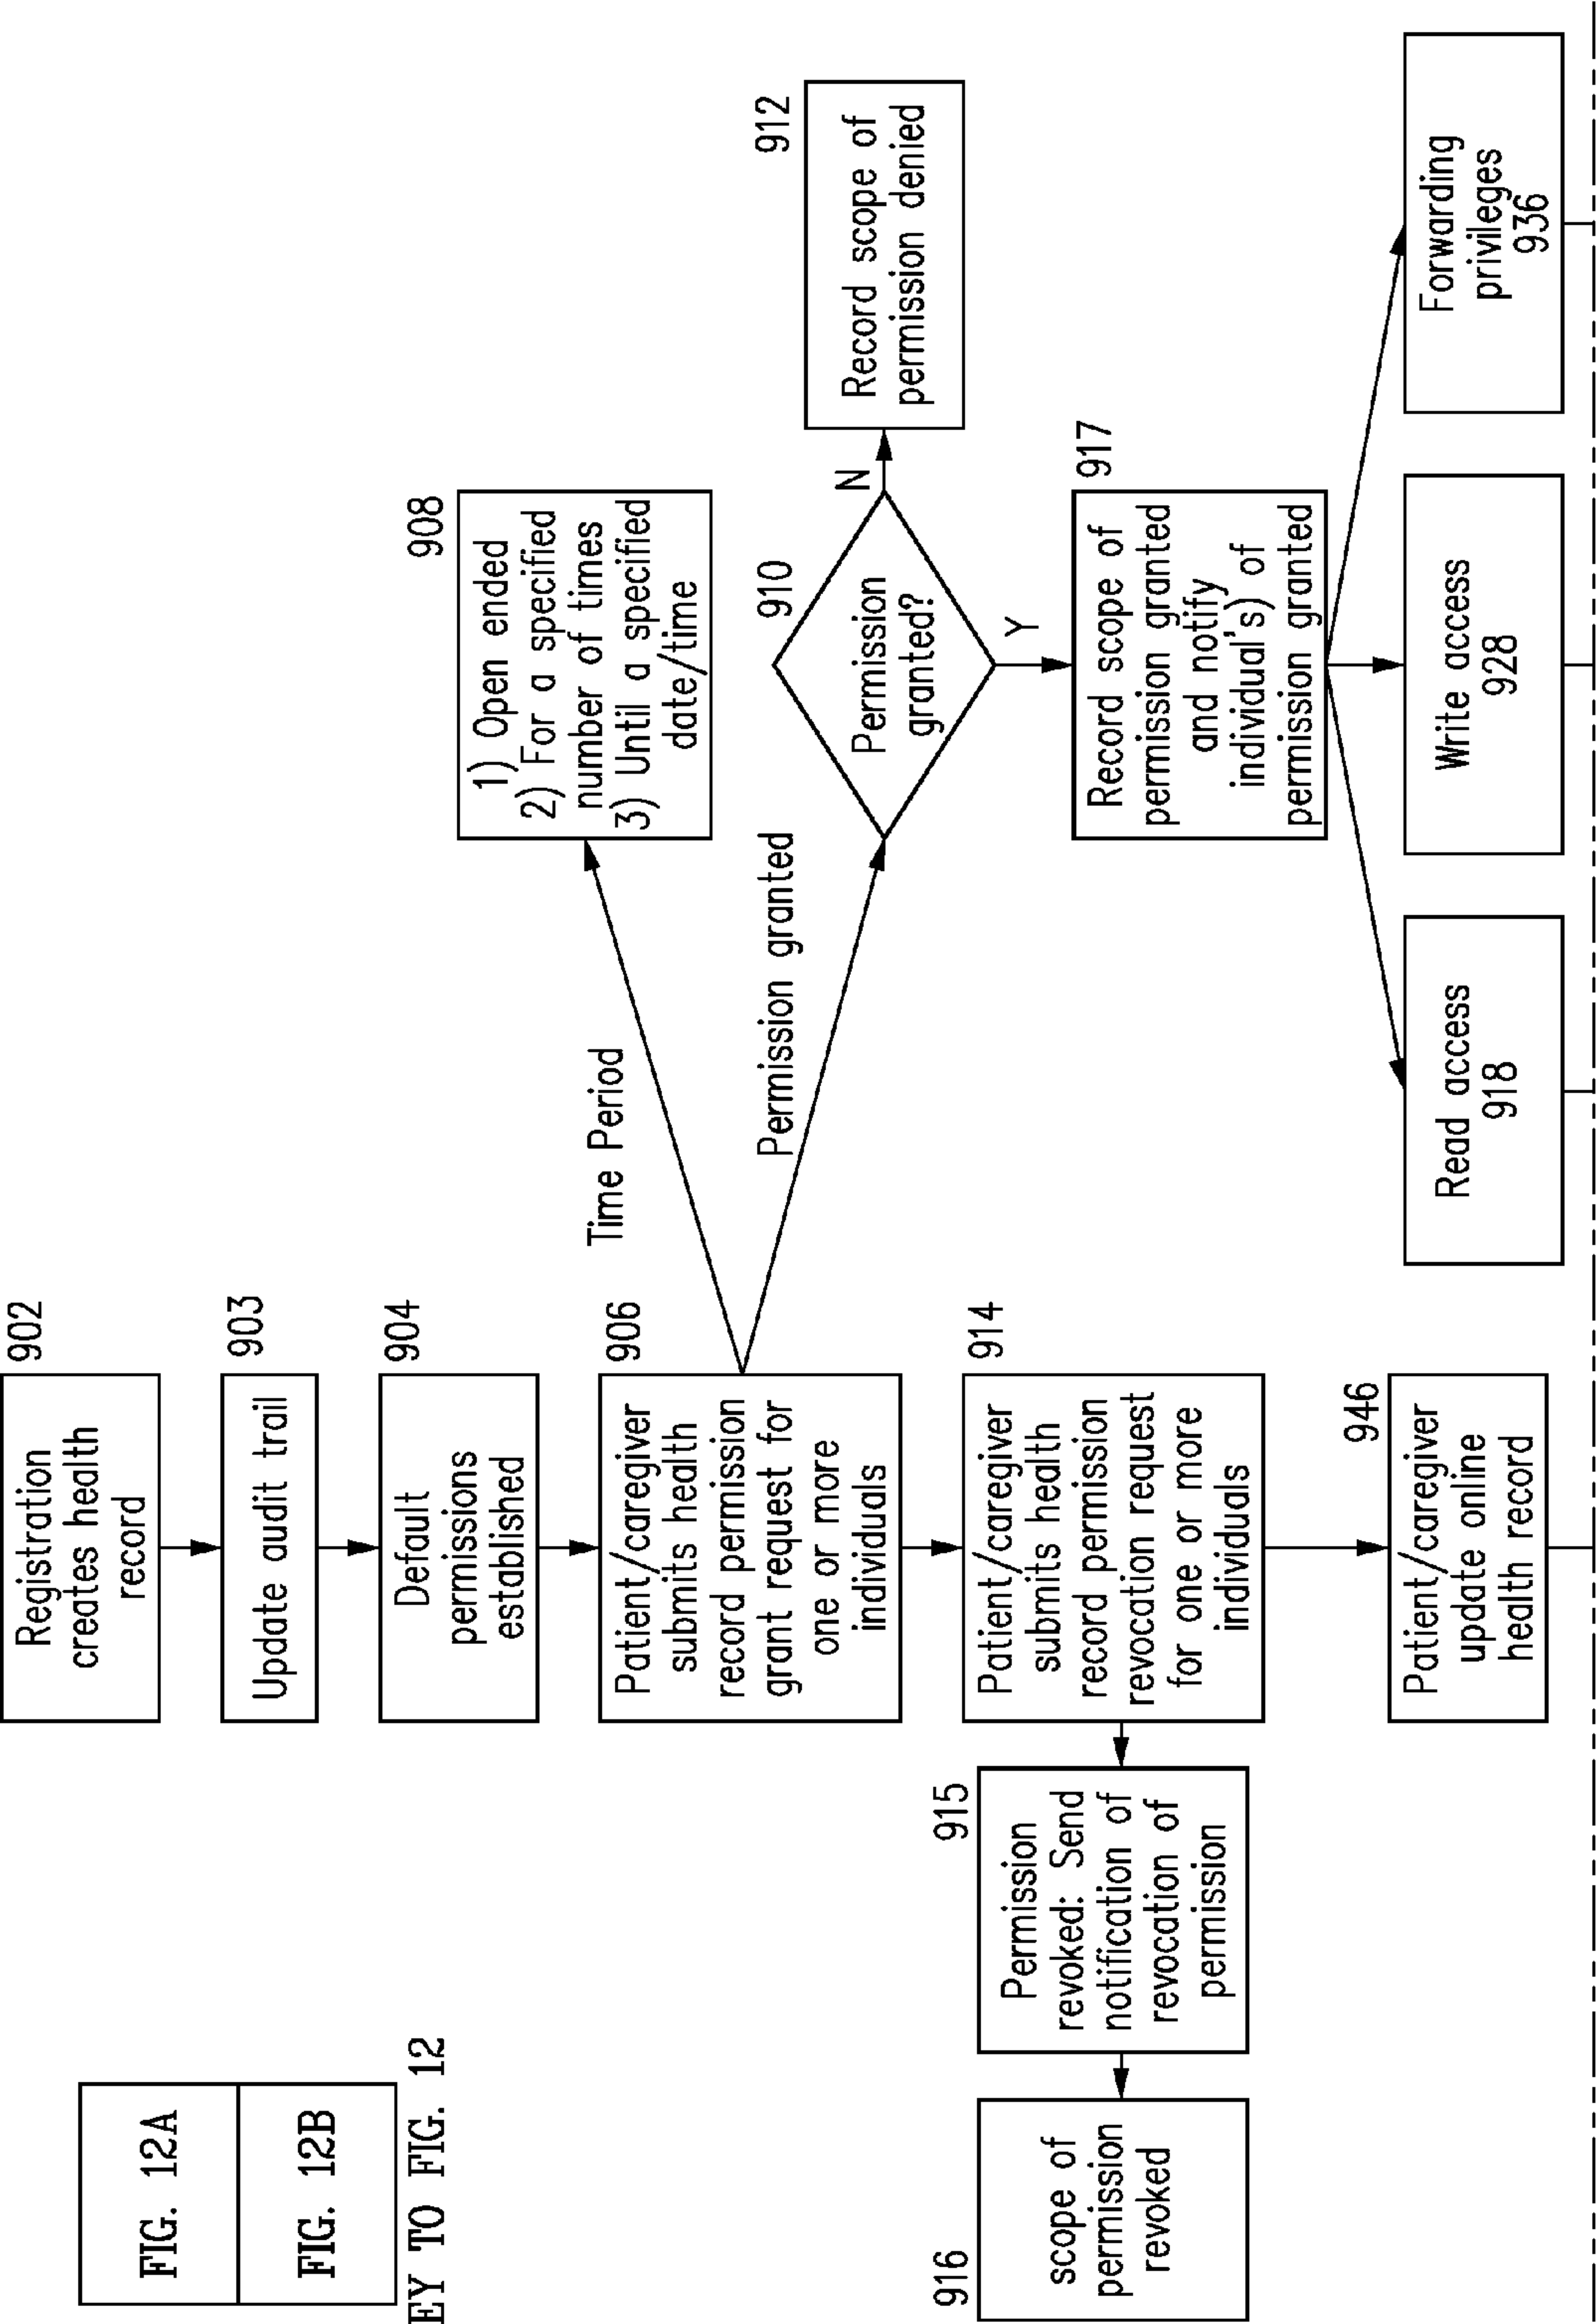 FIG. 12A
FIG. 12B
EY TO FIG. 12
902
Registration
creates health
record
903
Update audit trail
904
Default
permissions
established
906
Patient/caregiver
submits health
record permission
grant request for
one or more
individuals
Time Period
908
1) Open ended
2) For a specified
number of times
3) Until a specified
date/time
Permission granted
910
Permission
granted?
N
912
Record scope of
permission denied
Y
917
Record scope of
permission granted
and notify
individual's) of
permission granted
914
Patient/caregiver
submits health
record permission
revocation request
for one or more
individuals
915
Permission
revoked: Send
notification of
revocation of
permission
916
scope of
permission
revoked
946
Patient/caregiver
update online
health record
Read access
918
Write access
928
Forwarding
privileges
936